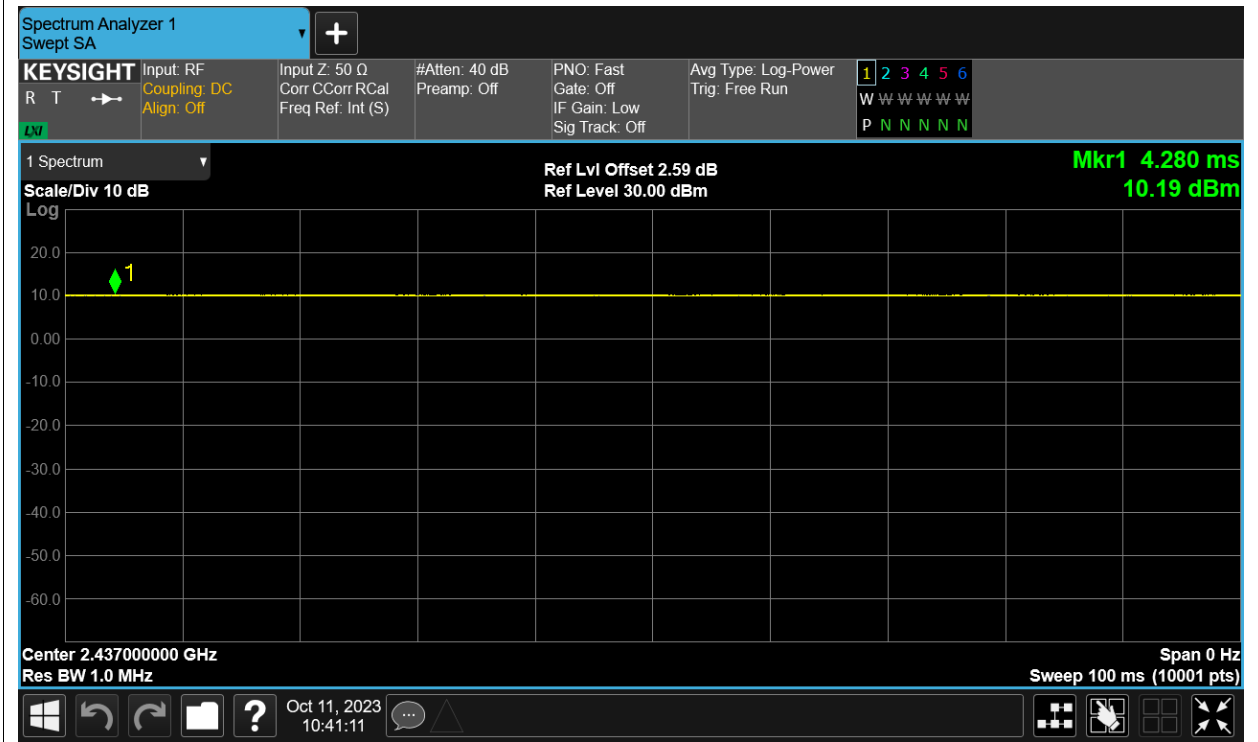 Spectrum Analyzer 1
Swept SA
+
KEYSIGHT
R T
LXI
Input: RF
Coupling: DC
Align: Off
Input Z: 50 Ω
Corr CCorr RCal
Freq Ref: Int (S)
#Atten: 40 dB
Preamp: Off
PNO: Fast
Gate: Off
IF Gain: Low
Sig Track: Off
Avg Type: Log-Power
Trig: Free Run
1 2 3 4 5 6
W W W W W W
P N N N N N
1 Spectrum
Scale/Div 10 dB
Log
Ref Lvl Offset 2.59 dB
Ref Level 30.00 dBm
Mkr1 4.280 ms
10.19 dBm
20.0
1
10.0
0.00
-10.0
-20.0
-30.0
-40.0
-50.0
-60.0
Center 2.437000000 GHz
Res BW 1.0 MHz
Span 0 Hz
Sweep 100 ms (10001 pts)
?
Oct 11, 2023
10:41:11